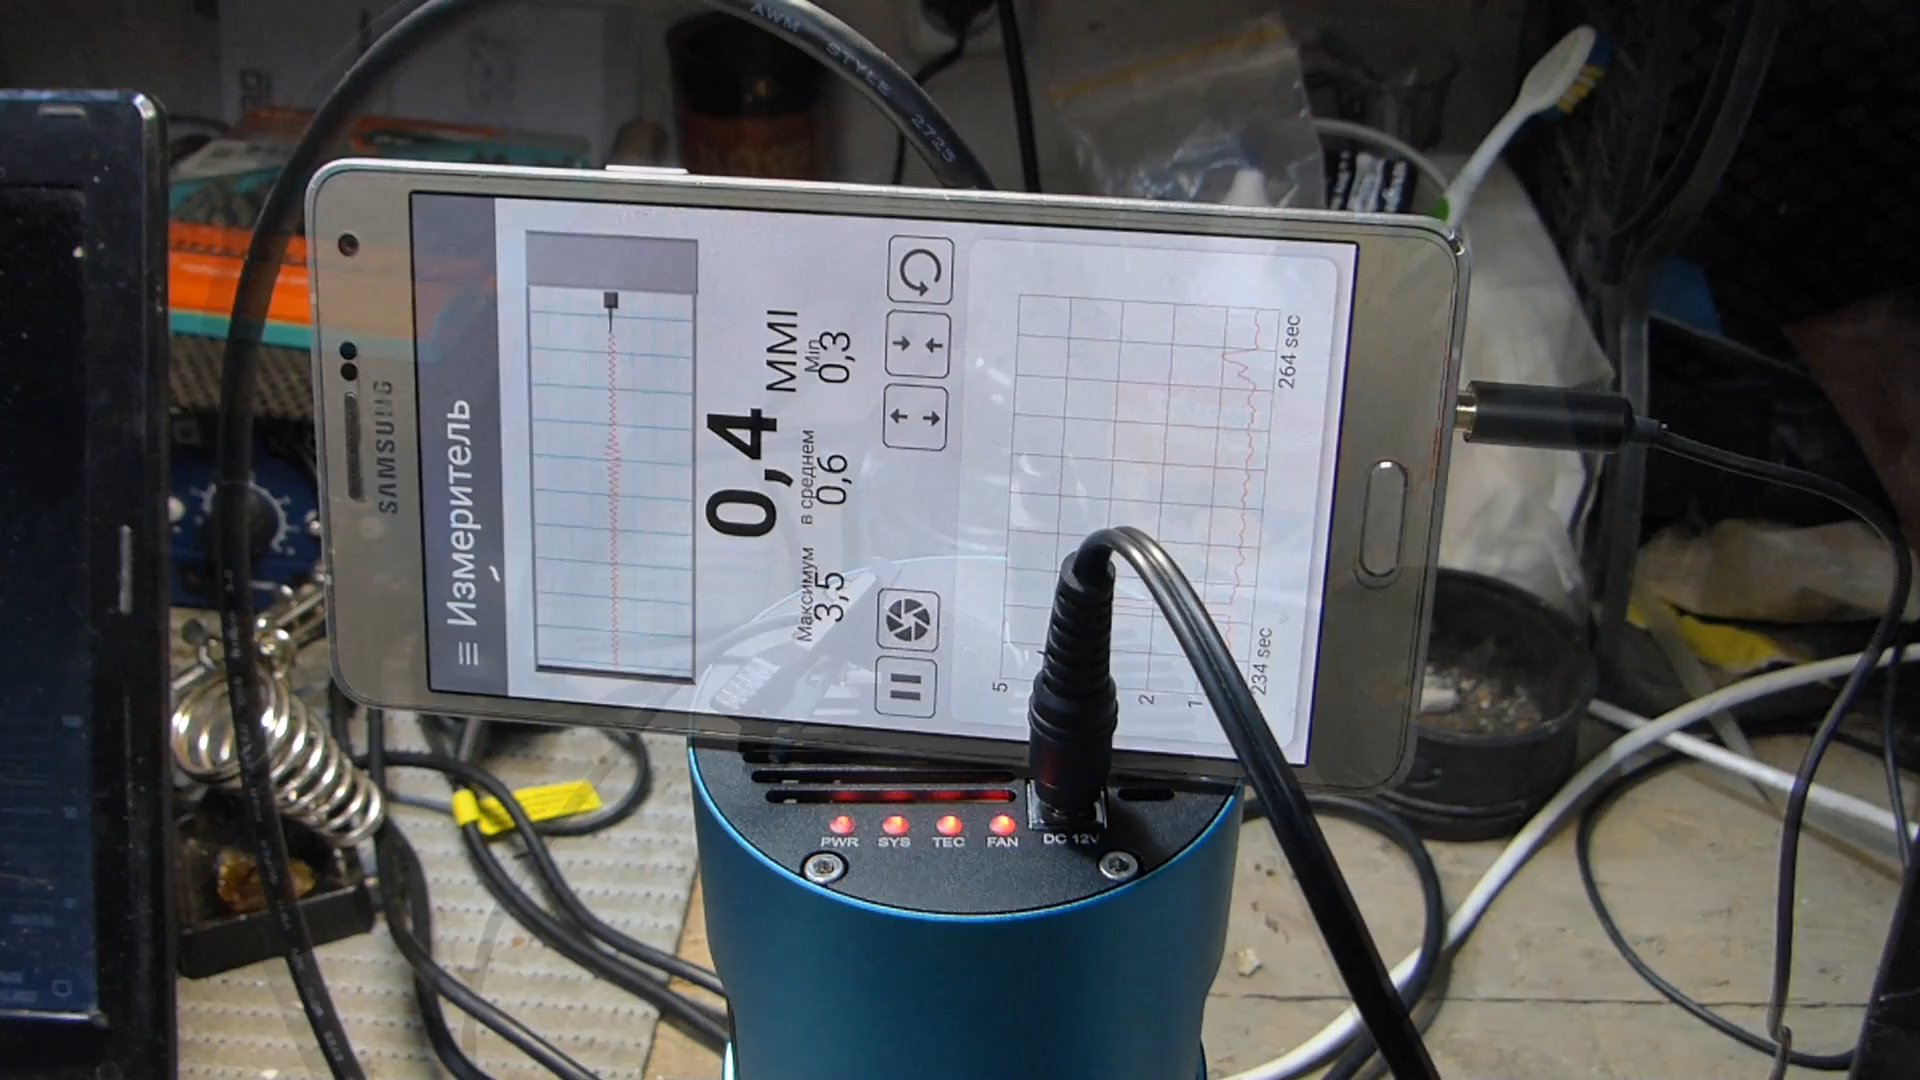 AWM STYLE 2725
SAMSUNG
Измеритель
0,4 MMI
Максимум в среднем Min
3,5 0,6 0,3
5
2
1
234 sec 264 sec
PWR SYS TEC FAN DC 12V